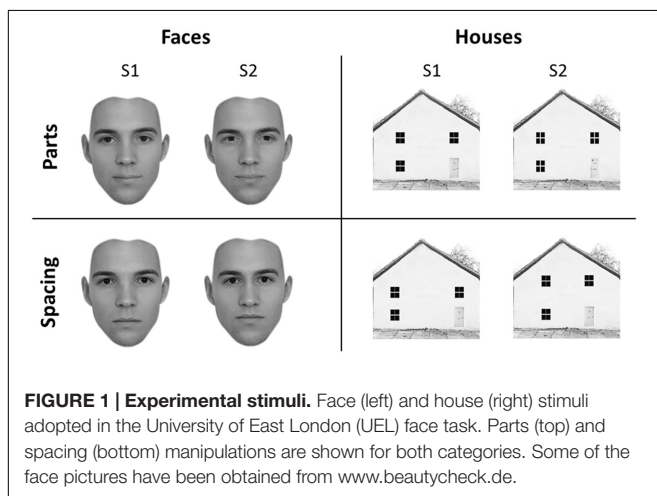 Faces
Houses
S1
S2
S1
S2
Parts
Spacing
FIGURE 1 | Experimental stimuli. Face (left) and house (right) stimuli
adopted in the University of East London (UEL) face task. Parts (top) and
spacing (bottom) manipulations are shown for both categories. Some of the
face pictures have been obtained from www.beautycheck.de.